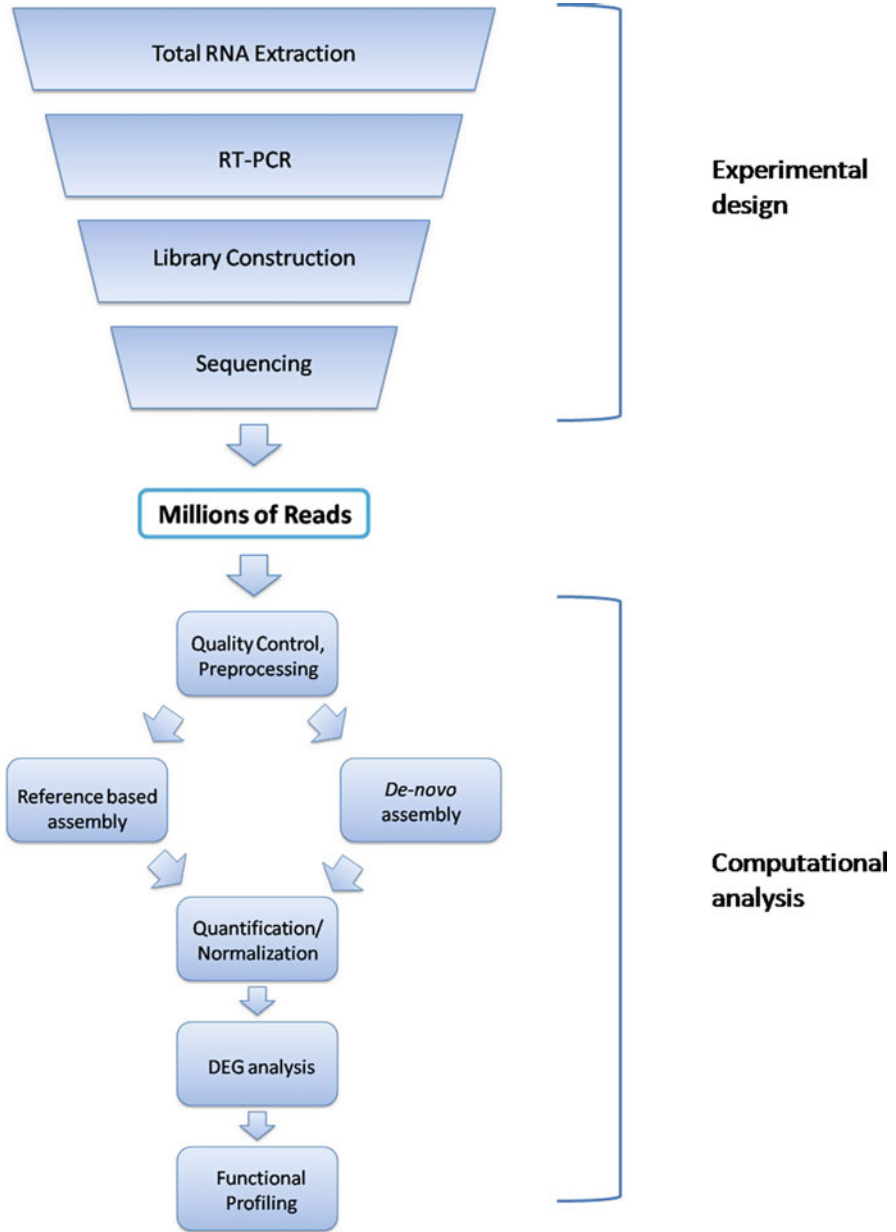 Total RNA Extraction
RT-PCR
Experimental
design
Library Construction
Sequencing
Millions of Reads
Quality Control,
Preprocessing
Reference based
assembly
De-novo
assembly
Computational
analysis
Quantification/
Normalization
DEG analysis
Functional
Profiling